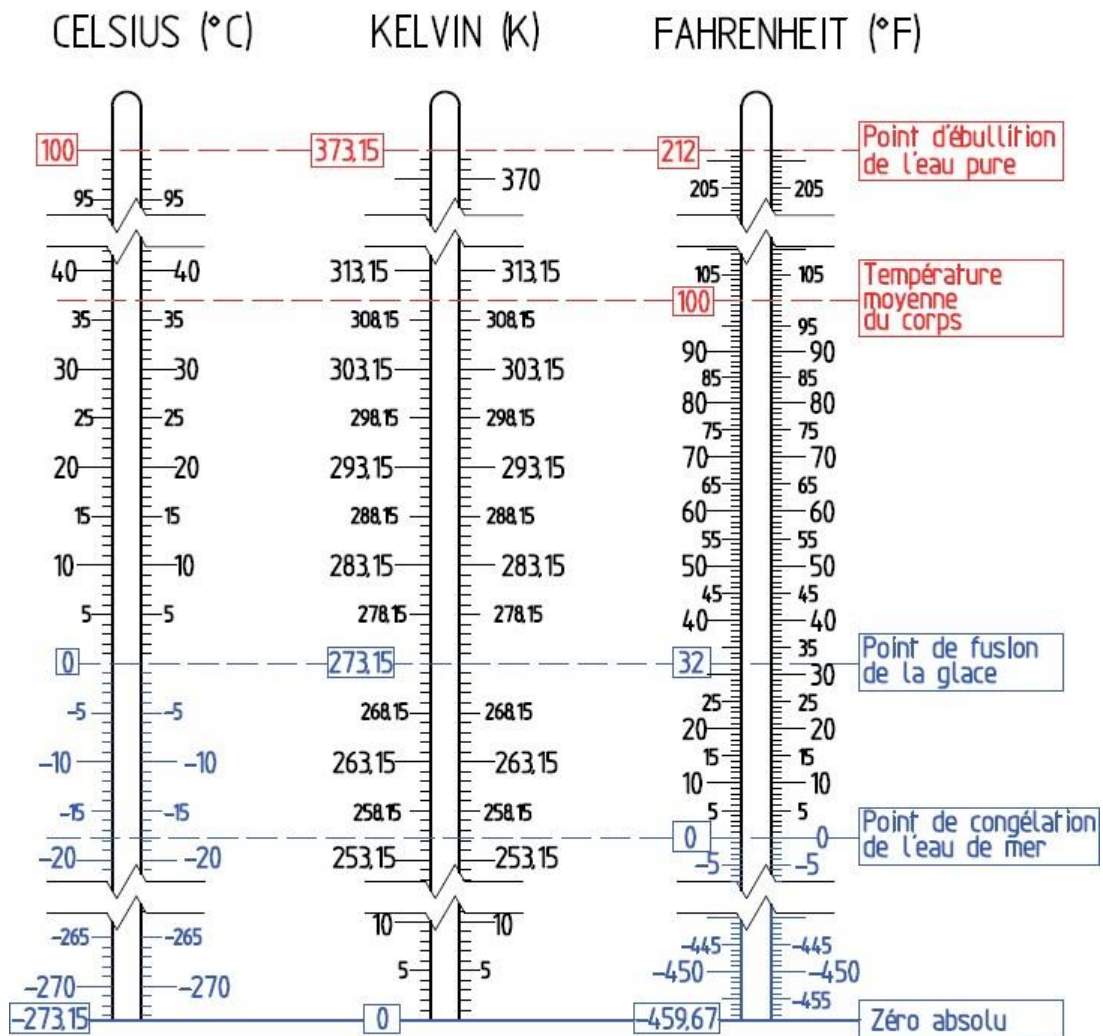 CELSIUS (°C) KELVIN (K) FAHRENHEIT (°F)
100 373,15 212 Point d'ébullition
de l'eau pure
370
95 95 205 205
40 40 313,15 313,15 105 105 Température
moyenne
du corps
100
35 35 308,15 308,15 95
30 30 303,15 303,15 90 90
85 85
25 25 298,15 298,15 80 80
75 75
20 20 293,15 293,15 70 70
65 65
15 15 288,15 288,15 60 60
55 55
10 10 283,15 283,15 50 50
45 45
5 5 278,15 278,15 40 40
35
0 273,15 32 Point de fusion
de la glace
30
-5 -5 268,15 268,15 25 25
20 20
-10 -10 263,15 263,15 15 15
10 10
-15 -15 258,15 258,15 5 5
0 0 Point de congélation
de l'eau de mer
-20 -20 253,15 253,15 -5 -5
10 10
-265 -265 -445 -445
5 5 -450 -450
-270 -270 -455
-273,15 0 -459,67 Zéro absolu